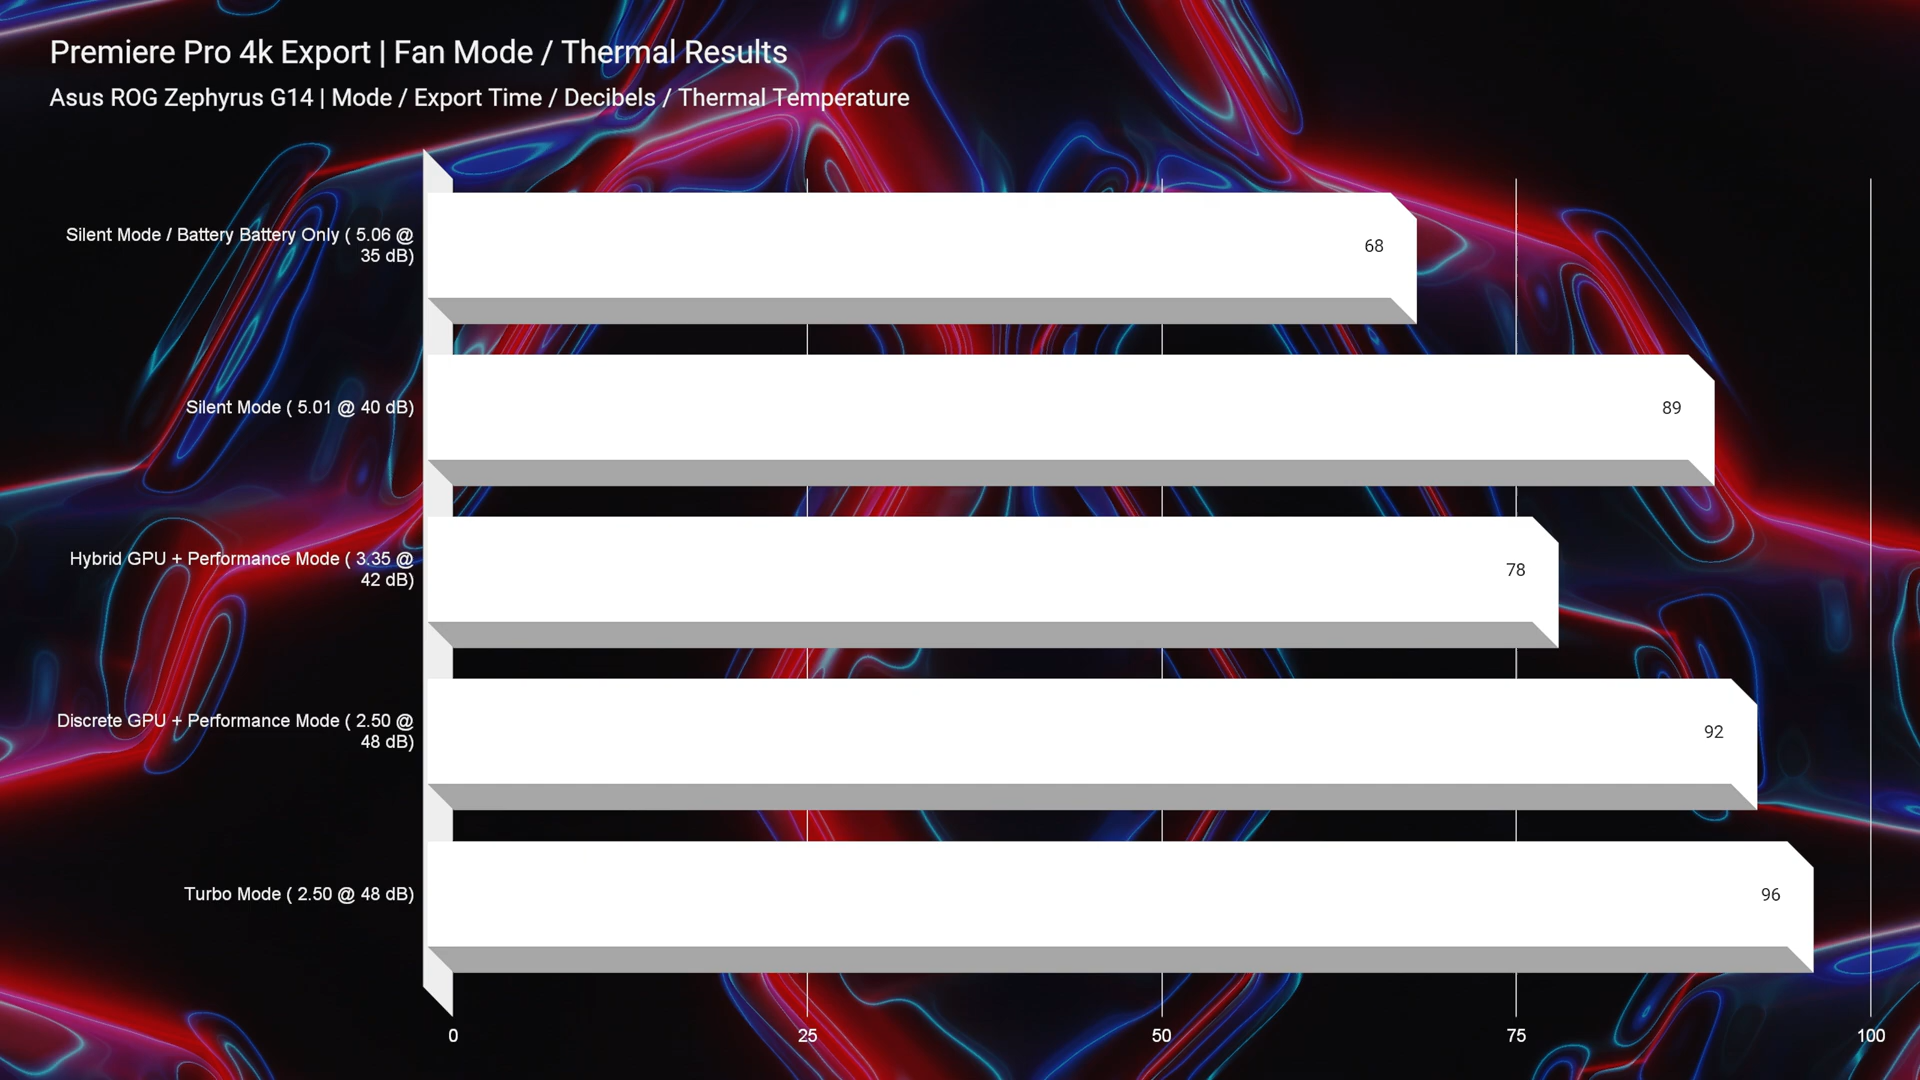 Premiere Pro 4k Export | Fan Mode / Thermal Results
Asus ROG Zephyrus G14 | Mode / Export Time / Decibels / Thermal Temperature
Silent Mode / Battery Battery Only ( 5.06 @
35 dB)
68
Silent Mode ( 5.01 @ 40 dB)
89
Hybrid GPU + Performance Mode ( 3.35 @
42 dB)
78
Discrete GPU + Performance Mode ( 2.50 @
48 dB)
92
Turbo Mode ( 2.50 @ 48 dB)
96
0 25 50 75 100